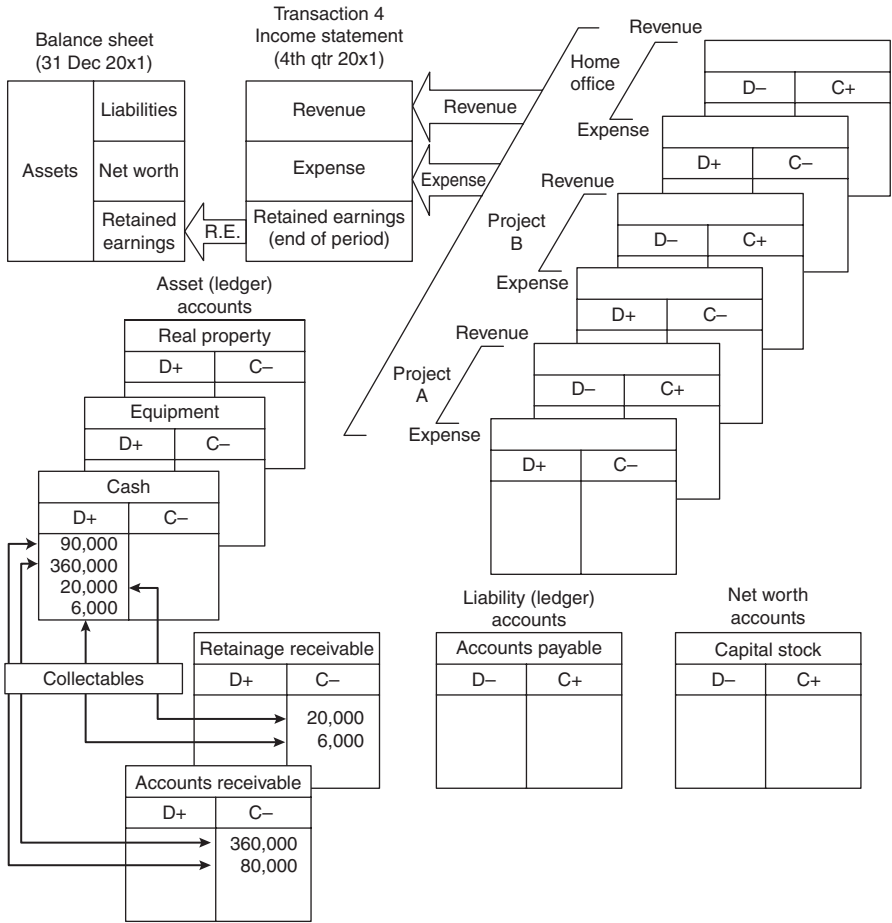 Transaction 4
Income statement
(4th qtr 20x1)
Balance sheet
(31 Dec 20x1)
Assets
Liabilities
Net worth
Retained
earnings
R.E.
Revenue
Expense
Retained earnings
(end of period)
Revenue
Expense
Home
office
Revenue
Expense
Project
B
Revenue
Expense
Project
A
Revenue
Expense
D– C+
D+ C–
D– C+
D+ C–
D– C+
D+ C–
Asset (ledger)
accounts
Real property
D+ C–
Equipment
D+ C–
Cash
D+ C–
90,000
360,000
20,000
6,000
Collectables
Retainage receivable
D+ C–
20,000
6,000
Accounts receivable
D+ C–
360,000
80,000
Liability (ledger)
accounts
Accounts payable
D– C+
Net worth
accounts
Capital stock
D– C+